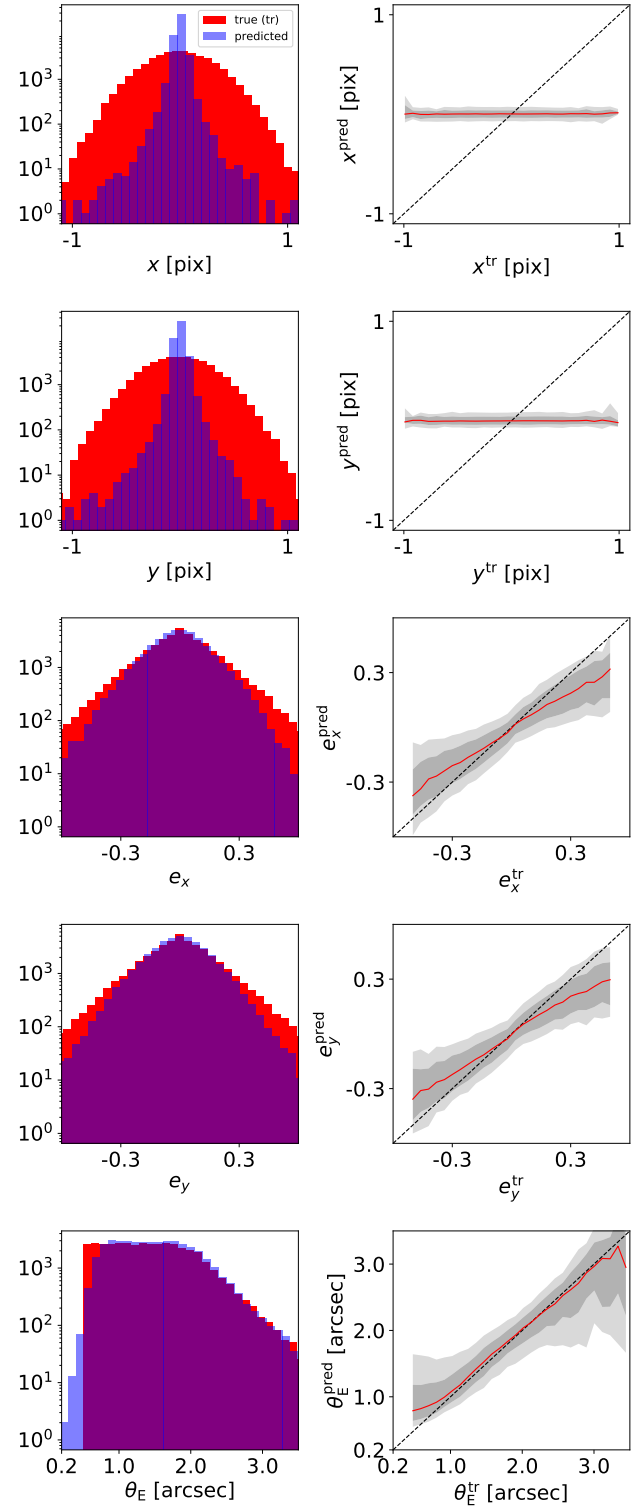 true (tr)
predicted
10³
10²
10¹
10⁰
-1 1
x [pix]
x^pred [pix]
1
-1
-1 1
x^tr [pix]
10³
10²
10¹
10⁰
-1 1
y [pix]
y^pred [pix]
1
-1
-1 1
y^tr [pix]
10³
10²
10¹
10⁰
-0.3 0.3
e_x
e_x^pred
0.3
-0.3
-0.3 0.3
e_x^tr
10³
10²
10¹
10⁰
-0.3 0.3
e_y
e_y^pred
0.3
-0.3
-0.3 0.3
e_y^tr
10³
10²
10¹
10⁰
0.2 1.0 2.0 3.0
θ_E [arcsec]
θ_E^pred [arcsec]
3.0
2.0
1.0
0.2
0.2 1.0 2.0 3.0
θ_E^tr [arcsec]